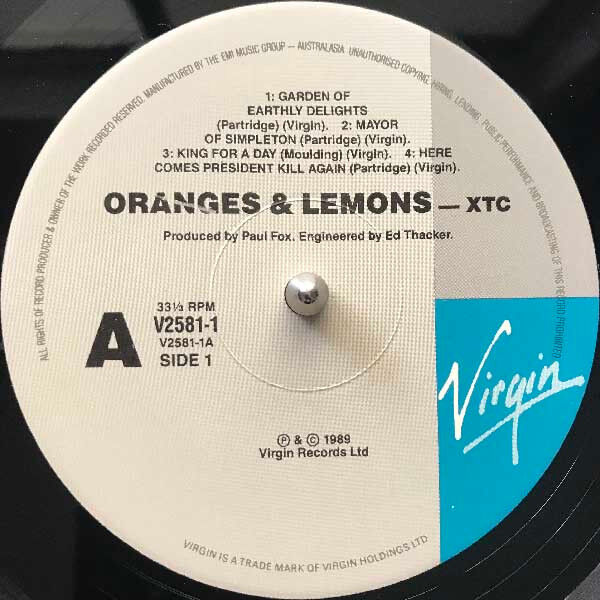 ALL RIGHTS OF RECORD PRODUCER & OWNER OF THE WORK RECORDED RESERVED. MANUFACTURED BY THE EMI MUSIC GROUP — AUSTRALASIA. UNAUTHORISED COPYING, HIRING, LENDING, PUBLIC PERFORMANCE AND BROADCASTING OF THIS RECORD PROHIBITED
1: GARDEN OF
EARTHLY DELIGHTS
(Partridge) (Virgin). 2: MAYOR
OF SIMPLETON (Partridge) (Virgin).
3: KING FOR A DAY (Moulding) (Virgin). 4: HERE
COMES PRESIDENT KILL AGAIN (Partridge) (Virgin).
ORANGES & LEMONS — XTC
Produced by Paul Fox. Engineered by Ed Thacker.
A
33⅓ RPM
V2581-1
V2581-1A
SIDE 1
Virgin
Ⓟ & © 1989
Virgin Records Ltd
VIRGIN IS A TRADE MARK OF VIRGIN HOLDINGS LTD